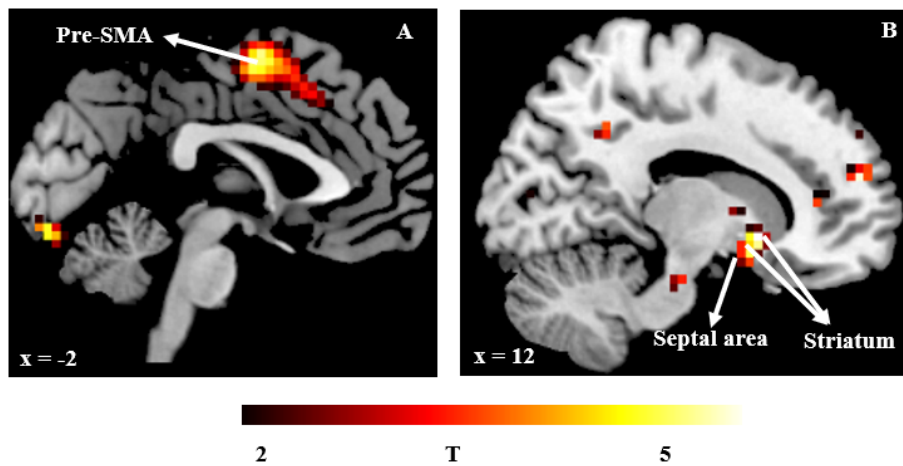 Pre-SMA
A
x = -2
B
Septal area
Striatum
x = 12
2 T 5